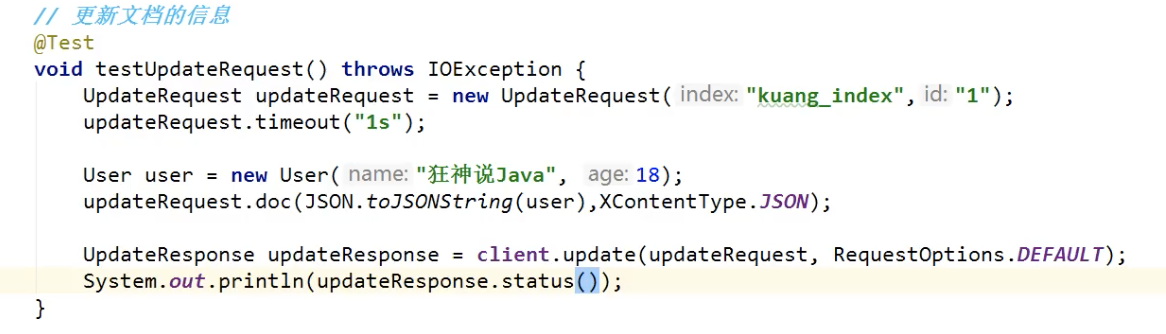 // 更新文档的信息
@Test
void testUpdateRequest() throws IOException {
UpdateRequest updateRequest = new UpdateRequest( index: "kuang_index", id: "1");
updateRequest.timeout("1s");
User user = new User( name: "狂神说Java", age: 18);
updateRequest.doc(JSON.toJSONString(user),XContentType.JSON);
UpdateResponse updateResponse = client.update(updateRequest, RequestOptions.DEFAULT);
System.out.println(updateResponse.status());
}